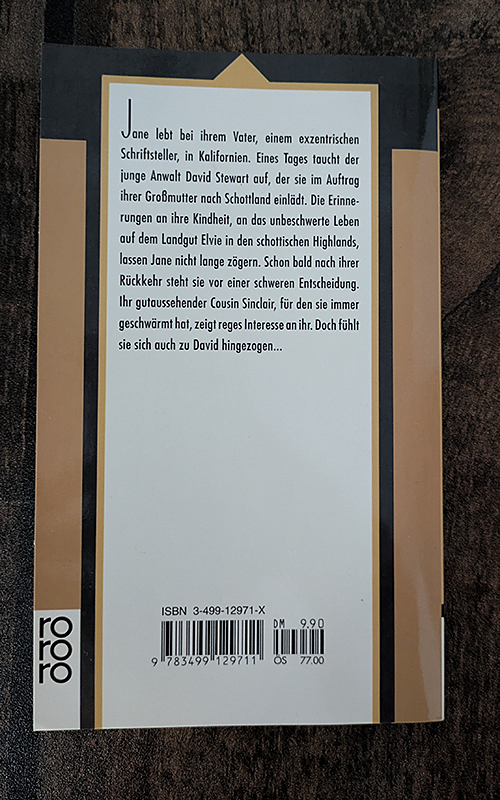 Jane lebt bei ihrem Vater, einem exzentrischen
Schriftsteller, in Kalifornien. Eines Tages taucht der
junge Anwalt David Stewart auf, der sie im Auftrag
ihrer Großmutter nach Schottland einlädt. Die Erinne-
rungen an ihre Kindheit, an das unbeschwerte Leben
auf dem Landgut Elvie in den schottischen Highlands,
lassen Jane nicht lange zögern. Schon bald nach ihrer
Rückkehr steht sie vor einer schweren Entscheidung.
Ihr gutaussehender Cousin Sinclair, für den sie immer
geschwärmt hat, zeigt reges Interesse an ihr. Doch fühlt
sie sich auch zu David hingezogen...
ISBN 3-499-12971-X
DM 9.90
9 783499 129711
ÖS 77.00
ro
ro
ro